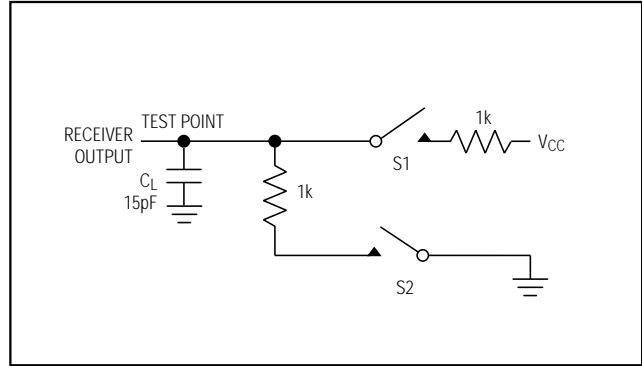 TEST POINT
RECEIVER
OUTPUT
CL
15pF
1k
S1
1k
VCC
S2